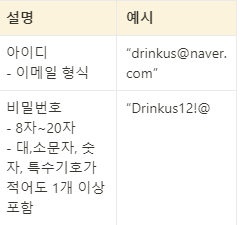 설명
예시
아이디
- 이메일 형식
“drinkus@naver.
com”
비밀번호
- 8자~20자
- 대,소문자, 숫
자, 특수기호가
적어도 1개 이상
포함
“Drinkus12!@